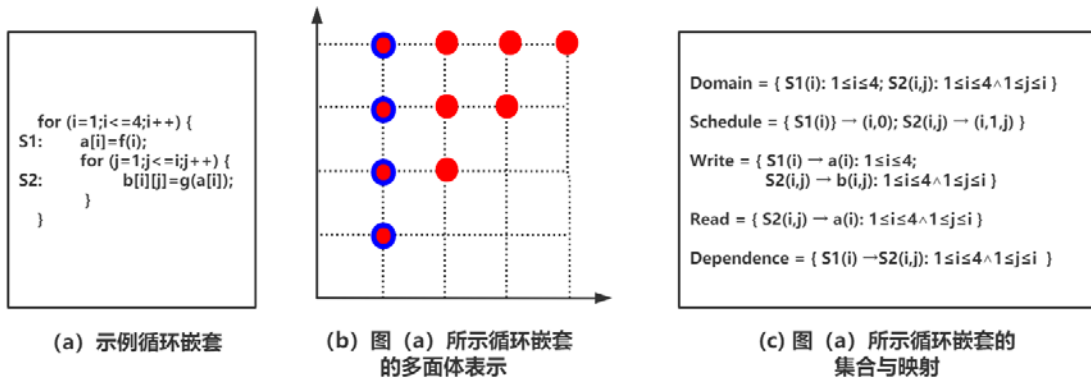 for (i=1;i<=4;i++) {
S1: a[i]=f(i);
for (j=1;j<=i;j++) {
S2: b[i][j]=g(a[i]);
}
}
(a) 示例循环嵌套
(b) 图 (a) 所示循环嵌套
的多面体表示
Domain = { S1(i): 1≤i≤4; S2(i,j): 1≤i≤4∧1≤j≤i }
Schedule = { S1(i)} → (i,0); S2(i,j) → (i,1,j) }
Write = { S1(i) → a(i): 1≤i≤4;
S2(i,j) → b(i,j): 1≤i≤4∧1≤j≤i }
Read = { S2(i,j) → a(i): 1≤i≤4∧1≤j≤i }
Dependence = { S1(i) →S2(i,j): 1≤i≤4∧1≤j≤i }
(c) 图 (a) 所示循环嵌套的
集合与映射